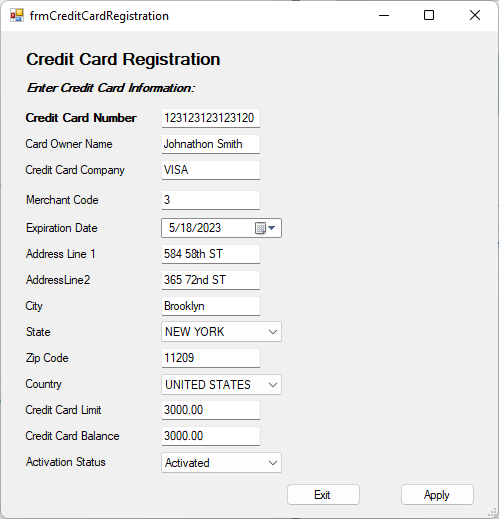 frmCreditCardRegistration
Credit Card Registration
Enter Credit Card Information:
Credit Card Number 123123123123120
Card Owner Name Johnathon Smith
Credit Card Company VISA
Merchant Code 3
Expiration Date 5/18/2023
Address Line 1 584 58th ST
AddressLine2 365 72nd ST
City Brooklyn
State NEW YORK
Zip Code 11209
Country UNITED STATES
Credit Card Limit 3000.00
Credit Card Balance 3000.00
Activation Status Activated
Exit Apply